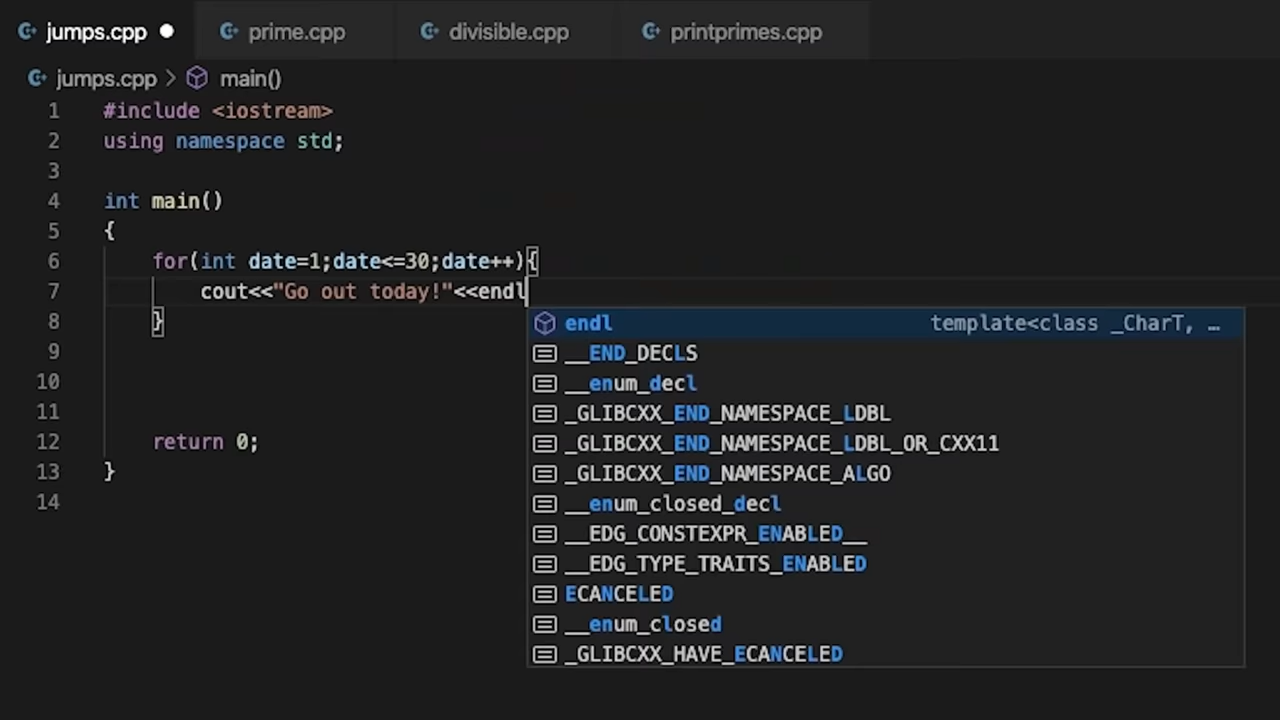 jumps.cpp prime.cpp divisible.cpp printprimes.cpp
jumps.cpp > main()
1 #include <iostream>
2 using namespace std;
3
4 int main()
5 {
6 for(int date=1;date<=30;date++){
7 cout<<"Go out today!"<<endl
8 }
endl template<class _CharT, …
9
__END_DECLS
10
__enum_decl
11
_GLIBCXX_END_NAMESPACE_LDBL
12 return 0;
_GLIBCXX_END_NAMESPACE_LDBL_OR_CXX11
13 }
_GLIBCXX_END_NAMESPACE_ALGO
14
__enum_closed_decl
__EDG_CONSTEXPR_ENABLED__
__EDG_TYPE_TRAITS_ENABLED
ECANCELED
__enum_closed
_GLIBCXX_HAVE_ECANCELED